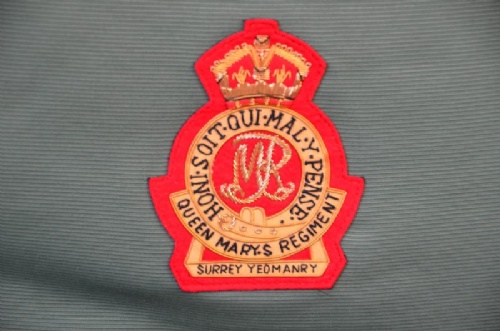 HONI·SOIT·QUI·MAL·Y·PENSE:
MR
QUEEN MARY.S REGIMENT
SURREY YEOMANRY